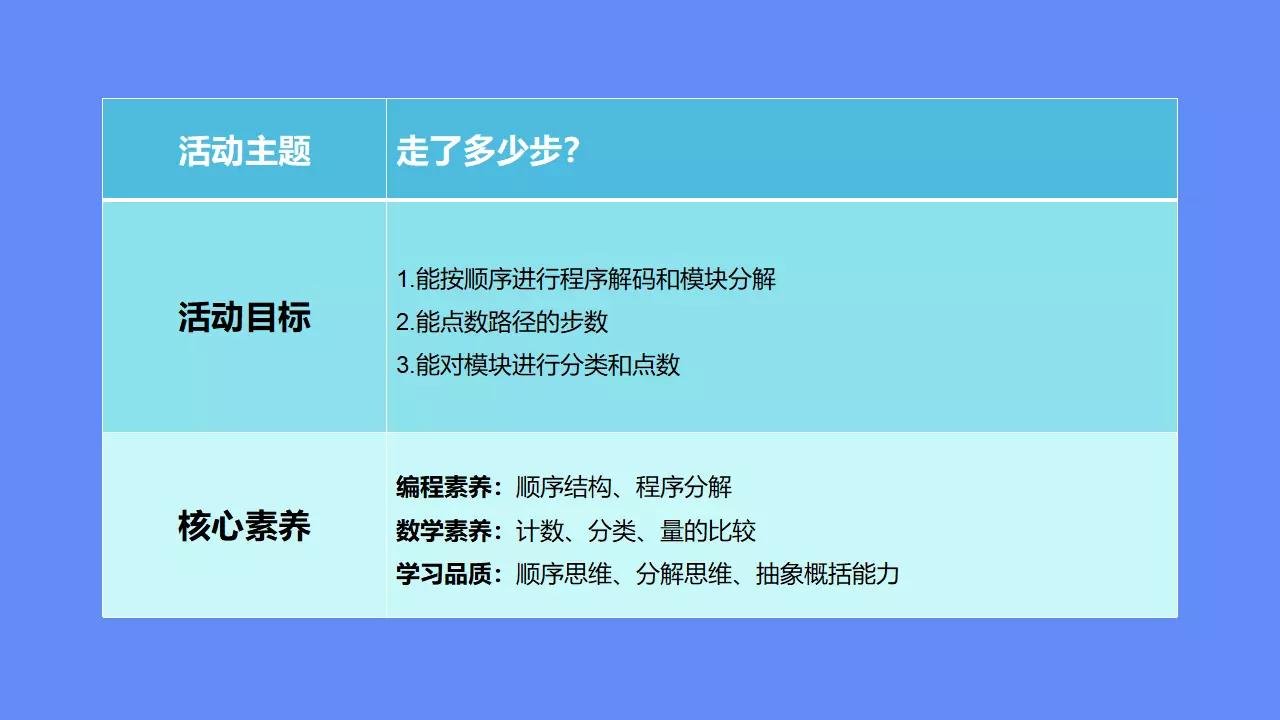 活动主题
走了多少步？
活动目标
1.能按顺序进行程序解码和模块分解
2.能点数路径的步数
3.能对模块进行分类和点数
核心素养
编程素养：顺序结构、程序分解
数学素养：计数、分类、量的比较
学习品质：顺序思维、分解思维、抽象概括能力